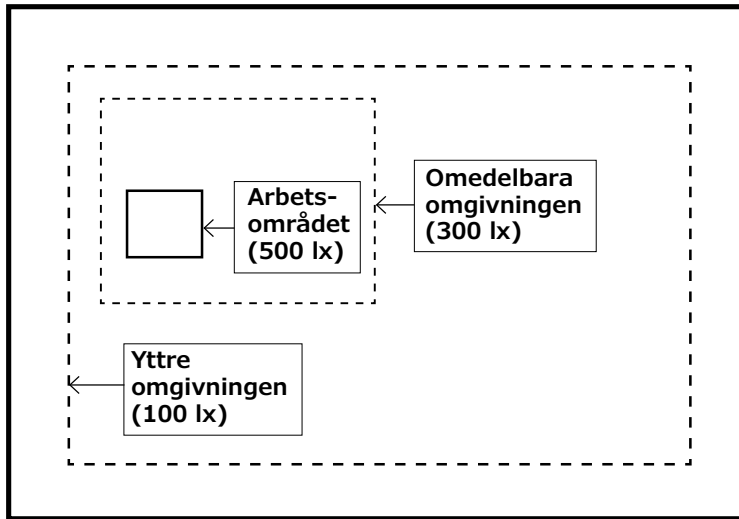 Arbets-
området
(500 lx)
Omedelbara
omgivningen
(300 lx)
Yttre
omgivningen
(100 lx)